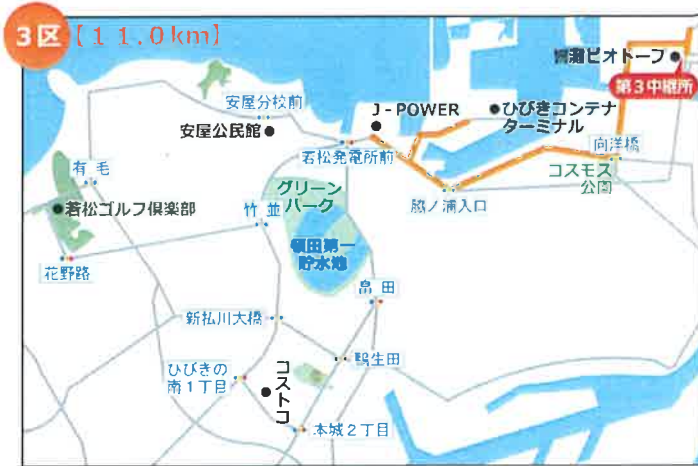 3区【11.0km】
響灘ビオトープ
第3中継所
安屋分校前
J-POWER
ひびきコンテナ
ターミナル
安屋公民館
若松発電所前
向洋橋
コスモス
公園
有毛
グリーン
パーク
脇ノ浦入口
若松ゴルフ倶楽部
竹並
頓田第一
貯水池
花野路
畠田
新払川大橋
鴨生田
ひびきの
南1丁目
コストコ
本城2丁目